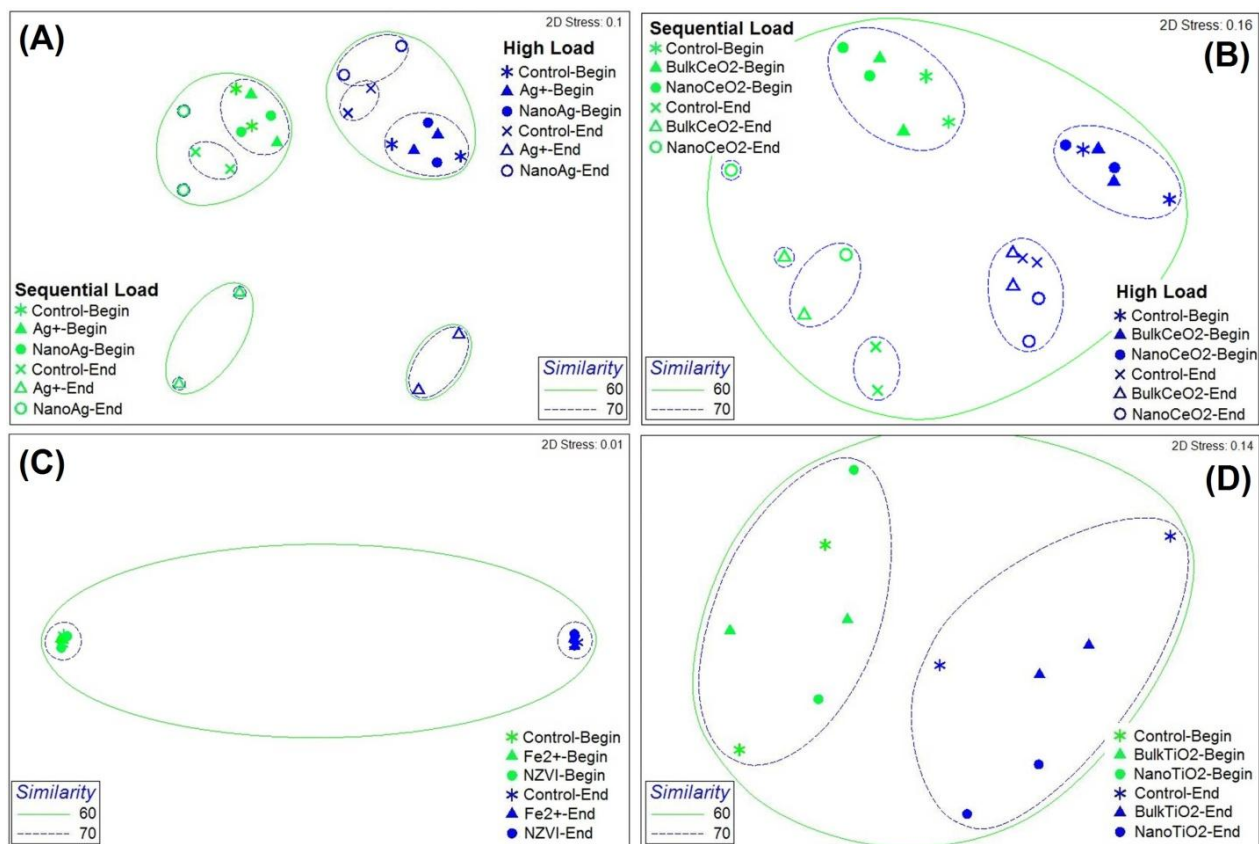 (A)
2D Stress: 0.1
High Load
Control-Begin
Ag+-Begin
NanoAg-Begin
Control-End
Ag+-End
NanoAg-End
Sequential Load
Control-Begin
Ag+-Begin
NanoAg-Begin
Control-End
Ag+-End
NanoAg-End
Similarity
60
70
(B)
2D Stress: 0.16
Sequential Load
Control-Begin
BulkCeO2-Begin
NanoCeO2-Begin
Control-End
BulkCeO2-End
NanoCeO2-End
High Load
Control-Begin
BulkCeO2-Begin
NanoCeO2-Begin
Control-End
BulkCeO2-End
NanoCeO2-End
Similarity
60
70
(C)
2D Stress: 0.01
Control-Begin
Fe2+-Begin
NZVI-Begin
Control-End
Fe2+-End
NZVI-End
Similarity
60
70
(D)
2D Stress: 0.14
Control-Begin
BulkTiO2-Begin
NanoTiO2-Begin
Control-End
BulkTiO2-End
NanoTiO2-End
Similarity
60
70